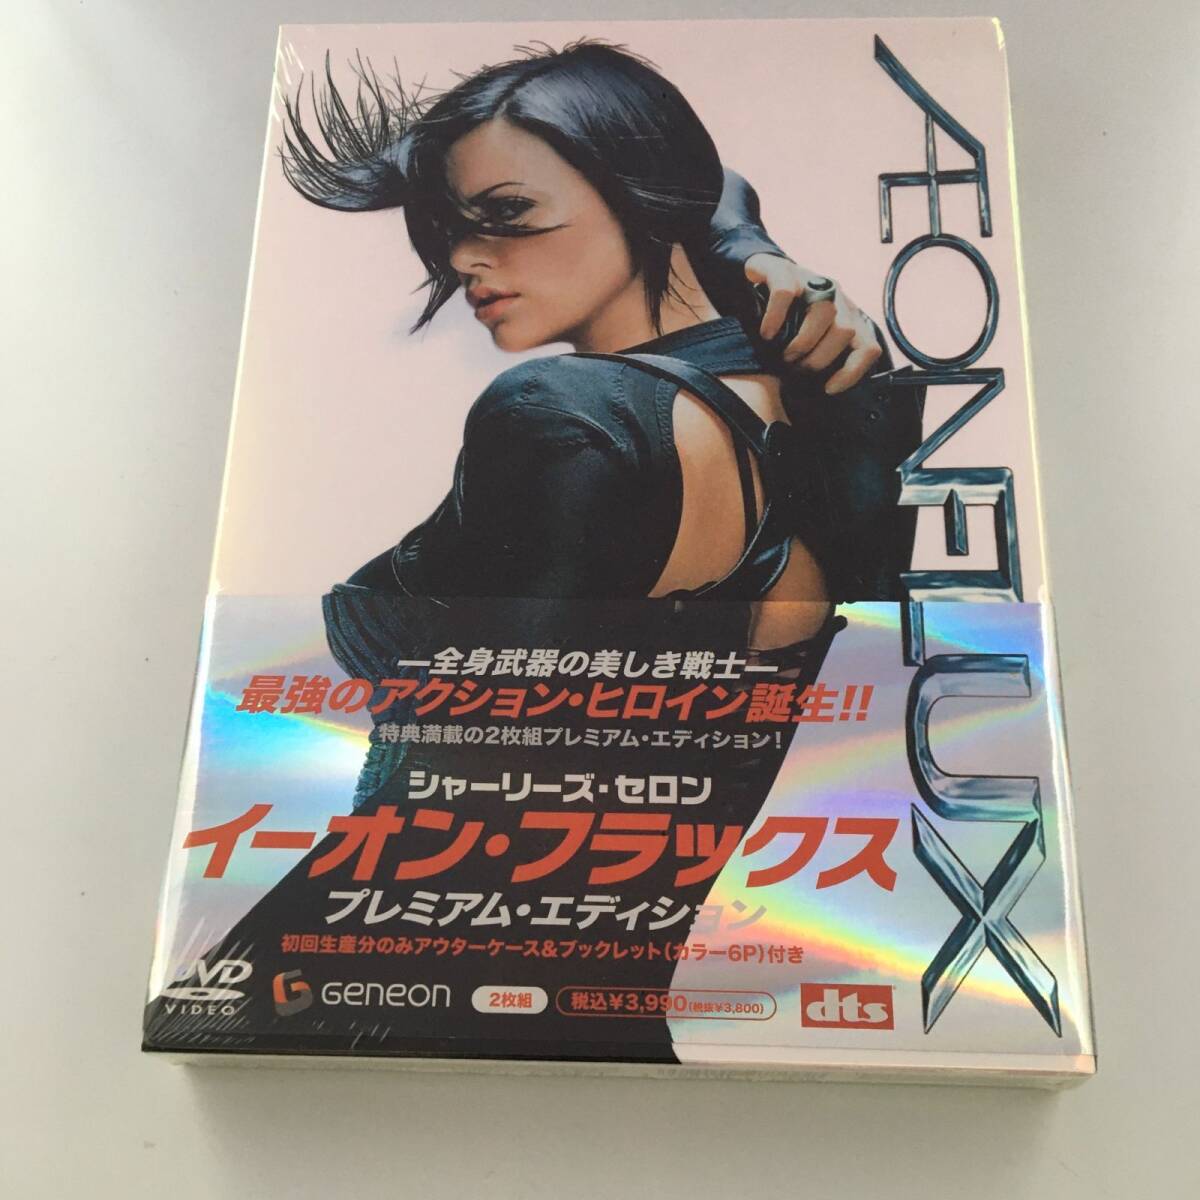 ÆON FLUX
―全身武器の美しき戦士―
最強のアクション・ヒロイン誕生!!
特典満載の2枚組プレミアム・エディション!
シャーリーズ・セロン
イーオン・フラックス
プレミアム・エディション
初回生産分のみアウターケース&ブックレット(カラー6P)付き
DVD
VIDEO
GENEON
2枚組
税込¥3,990(税抜¥3,800)
dts